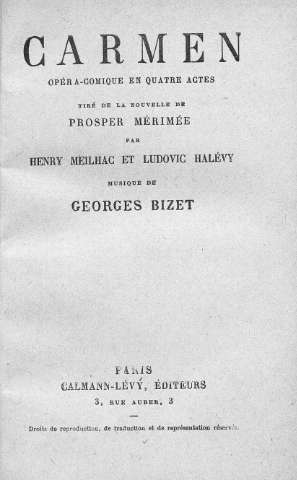 CARMEN
OPÉRA-COMIQUE EN QUATRE ACTES
TIRÉ DE LA NOUVELLE DE
PROSPER MÉRIMÉE
PAR
HENRY MEILHAC ET LUDOVIC HALÉVY
MUSIQUE DE
GEORGES BIZET
PARIS
CALMANN-LÉVY, ÉDITEURS
3, RUE AUBER, 3
Droits de reproduction, de traduction et de représentation réservés.